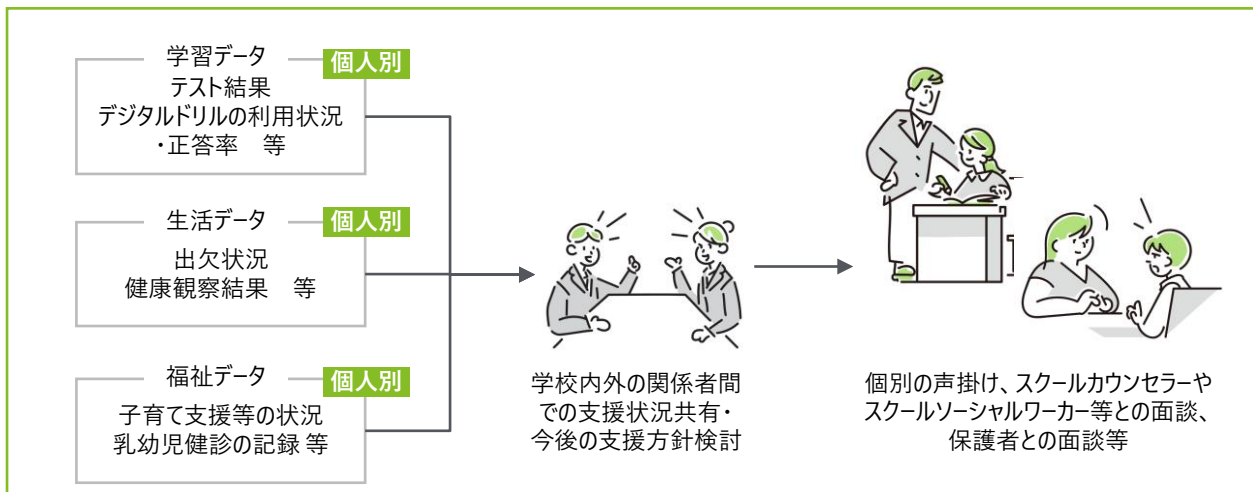 学習データ
個人別
テスト結果
デジタルドリルの利用状況
・正答率　等
生活データ
個人別
出欠状況
健康観察結果　等
福祉データ
個人別
子育て支援等の状況
乳幼児健診の記録 等
学校内外の関係者間
での支援状況共有・
今後の支援方針検討
個別の声掛け、スクールカウンセラーや
スクールソーシャルワーカー等との面談、
保護者との面談等